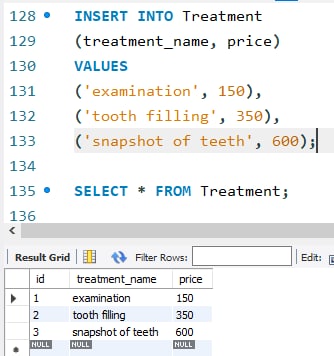 128 INSERT INTO Treatment
129 (treatment_name, price)
130 VALUES
131 ('examination', 150),
132 ('tooth filling', 350),
133 ('snapshot of teeth', 600);
134
135 SELECT * FROM Treatment;
136
Result Grid Filter Rows: Edit:
id treatment_name price
1 examination 150
2 tooth filling 350
3 snapshot of teeth 600
NULL NULL NULL